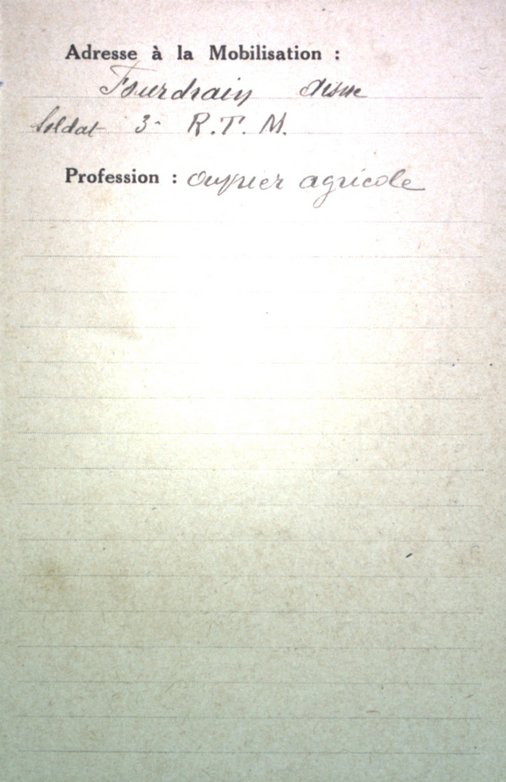 Adresse à la Mobilisation :
Fourdrain Aisne
Soldat 3e R.T.M.
Profession : ouvrier agricole